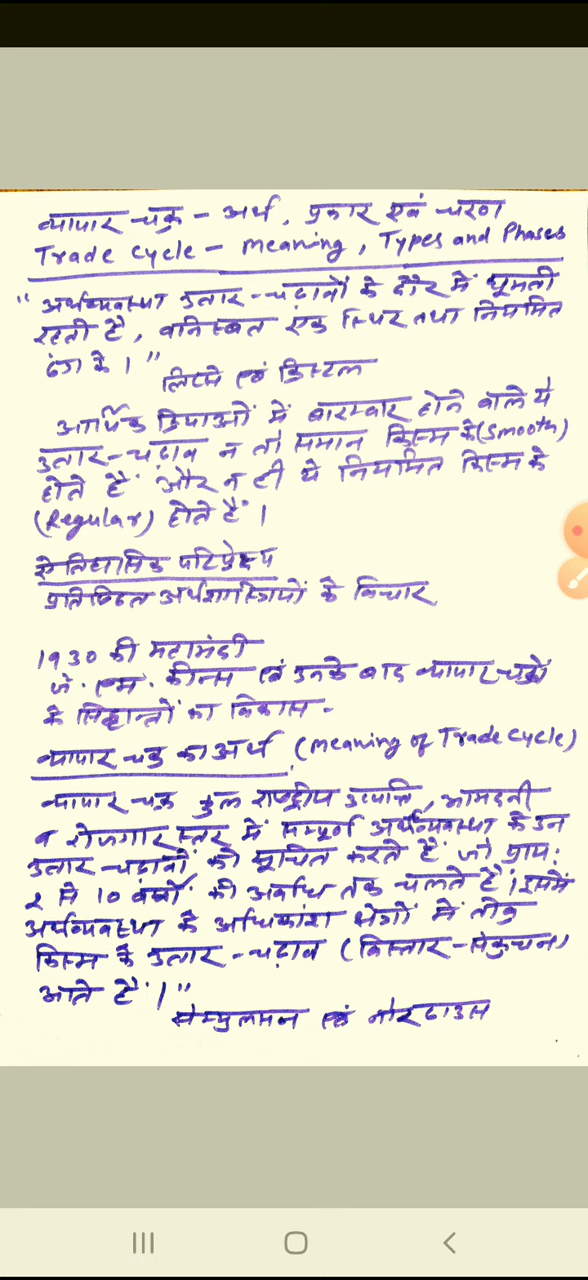 व्यापार चक्र - अर्थ, प्रकार एवं चरण
Trade Cycle - Meaning, Types and Phases
"अर्थव्यवस्था उतार-चढ़ावों के दौर में घूमती
रहती है, बनिस्बत एक स्थिर तथा नियमित
ढंग के।"
लिप्से एवं क्रिस्टल
आर्थिक क्रियाओं में बारम्बार होने वाले ये
उतार-चढ़ाव न तो समान किस्म के (Smooth)
होते हैं और न ही ये नियमित किस्म के
(Regular) होते हैं।
ऐतिहासिक परिप्रेक्ष्य
प्रतिष्ठित अर्थशास्त्रियों के विचार
1930 की महामंदी
जे. एम. कीन्स एवं उनके बाद व्यापार-चक्रों
के सिद्धान्तों का विकास -
व्यापार चक्र का अर्थ (Meaning of Trade Cycle)
व्यापार-चक्र कुल राष्ट्रीय उत्पत्ति, आमदनी
व रोजगार स्तर में सम्पूर्ण अर्थव्यवस्था के उन
उतार-चढ़ावों को सूचित करते हैं जो प्राय:
2 से 10 वर्षों की अवधि तक चलते हैं। इसमें
अर्थव्यवस्था के अधिकांश क्षेत्रों में तीव्र
किस्म के उतार-चढ़ाव (विस्तार-संकुचन)
आते हैं।"
सेम्युलसन एवं नोरढाउस